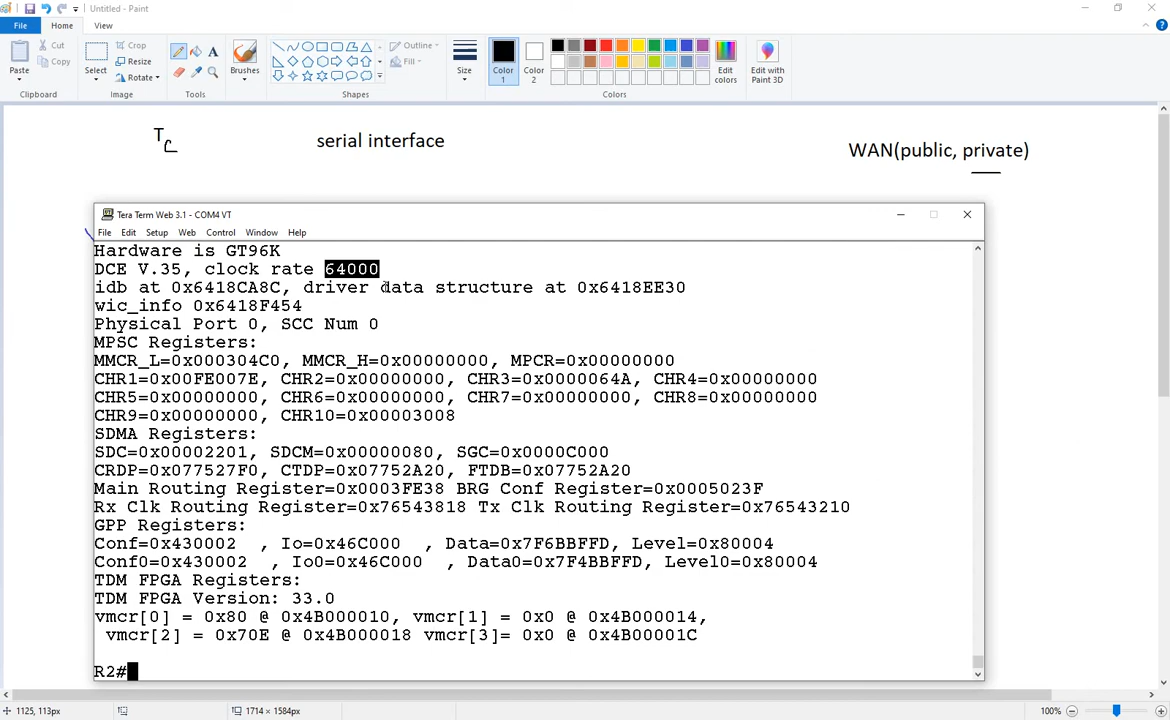 Untitled - Paint
File
Home
View
Paste
Cut
Copy
Clipboard
Select
Crop
Resize
Rotate
Image
Tools
Brushes
Shapes
Outline
Fill
Size
Color 1
Color 2
Edit colors
Colors
Edit with Paint 3D
T
serial interface
WAN(public, private)
Tera Term Web 3.1 - COM4 VT
File Edit Setup Web Control Window Help
Hardware is GT96K
DCE V.35, clock rate 64000
idb at 0x6418CA8C, driver data structure at 0x6418EE30
wic_info 0x6418F454
Physical Port 0, SCC Num 0
MPSC Registers:
MMCR_L=0x000304C0, MMCR_H=0x00000000, MPCR=0x00000000
CHR1=0x00FE007E, CHR2=0x00000000, CHR3=0x0000064A, CHR4=0x00000000
CHR5=0x00000000, CHR6=0x00000000, CHR7=0x00000000, CHR8=0x00000000
CHR9=0x00000000, CHR10=0x00003008
SDMA Registers:
SDC=0x00002201, SDCM=0x00000080, SGC=0x0000C000
CRDP=0x077527F0, CTDP=0x07752A20, FTDB=0x07752A20
Main Routing Register=0x0003FE38 BRG Conf Register=0x0005023F
Rx Clk Routing Register=0x76543818 Tx Clk Routing Register=0x76543210
GPP Registers:
Conf=0x430002 , Io=0x46C000 , Data=0x7F6BBFFD, Level=0x80004
Conf0=0x430002 , Io0=0x46C000 , Data0=0x7F4BBFFD, Level0=0x80004
TDM FPGA Registers:
TDM FPGA Version: 33.0
vmcr[0] = 0x80 @ 0x4B000010, vmcr[1] = 0x0 @ 0x4B000014,
vmcr[2] = 0x70E @ 0x4B000018 vmcr[3]= 0x0 @ 0x4B00001C
R2#
1125, 113px
1714 × 1584px
100%